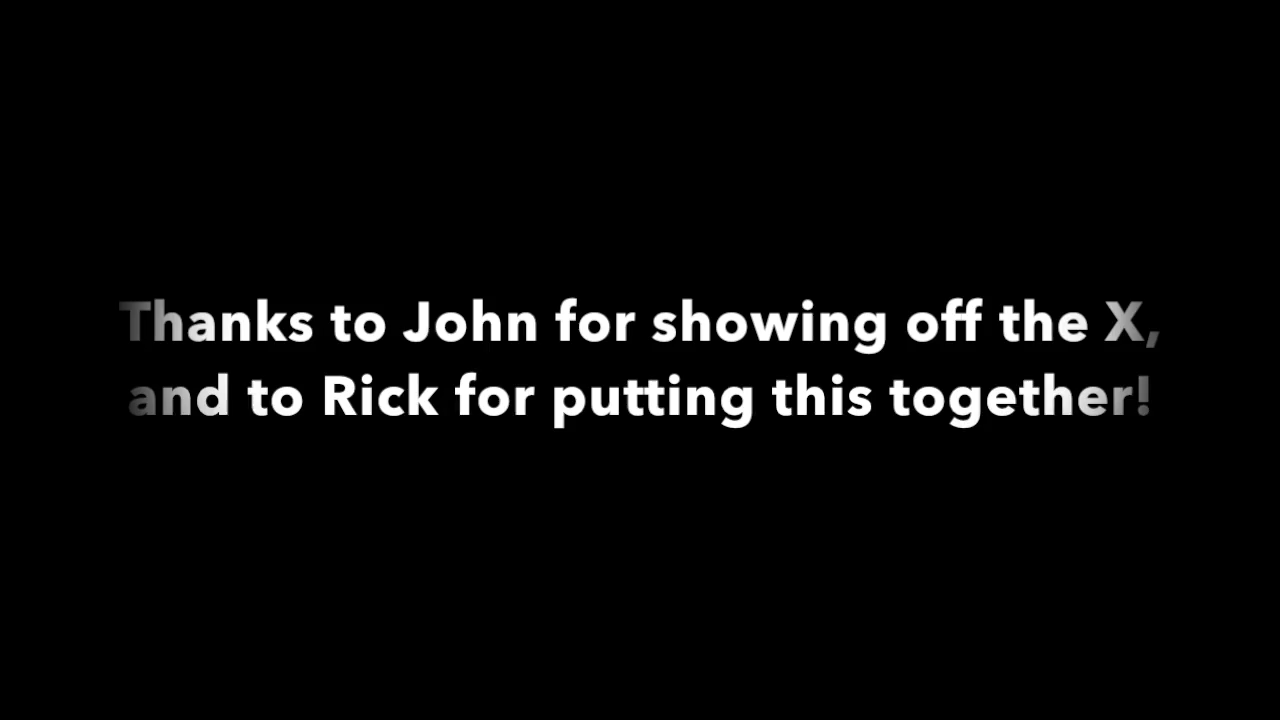 Thanks to John for showing off the X,
and to Rick for putting this together!